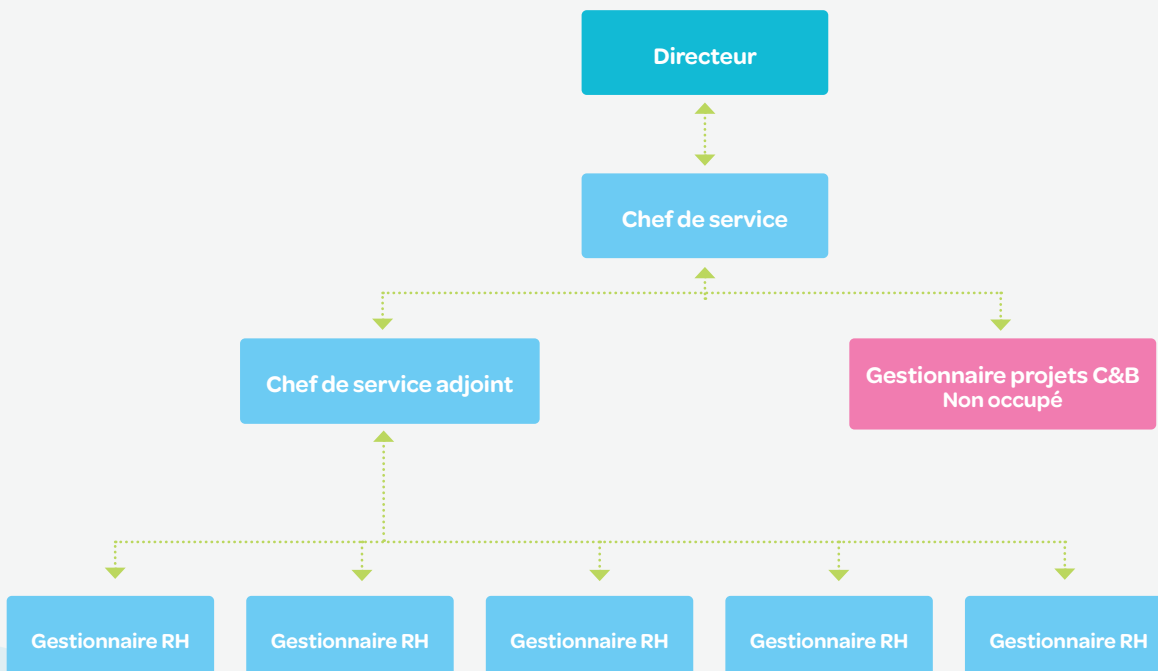 Directeur
Chef de service
Chef de service adjoint
Gestionnaire projets C&B
Non occupé
Gestionnaire RH
Gestionnaire RH
Gestionnaire RH
Gestionnaire RH
Gestionnaire RH